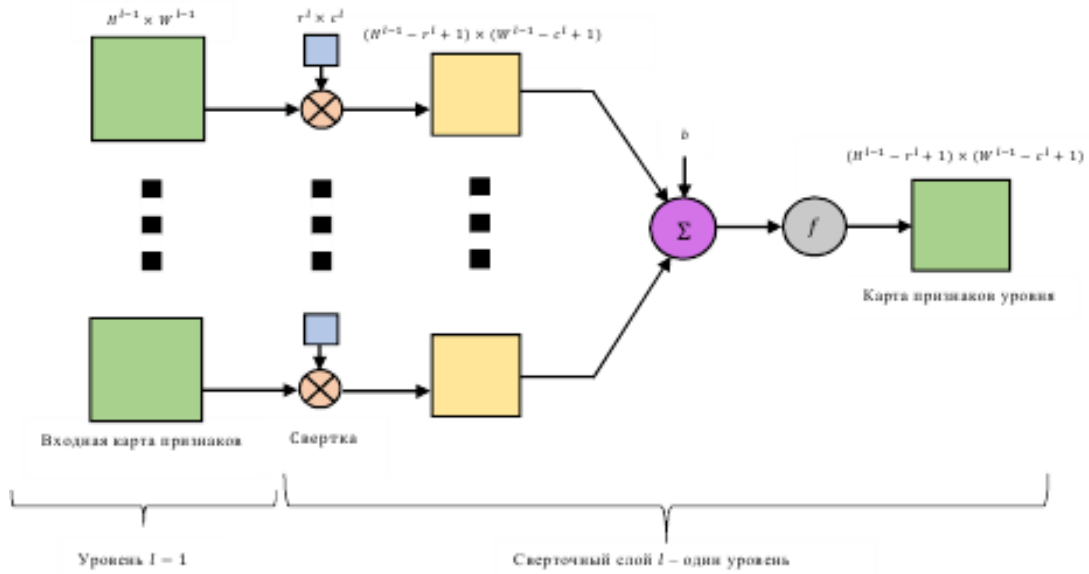 H^{l-1} × W^{l-1}
r^l × c^l
(H^{l-1} − r^l + 1) × (W^{l-1} − c^l + 1)
b
(H^{l-1} − r^l + 1) × (W^{l-1} − c^l + 1)
Σ
f
Карта признаков уровня
Входная карта признаков
Свертка
Уровень l − 1
Сверточный слой l – один уровень